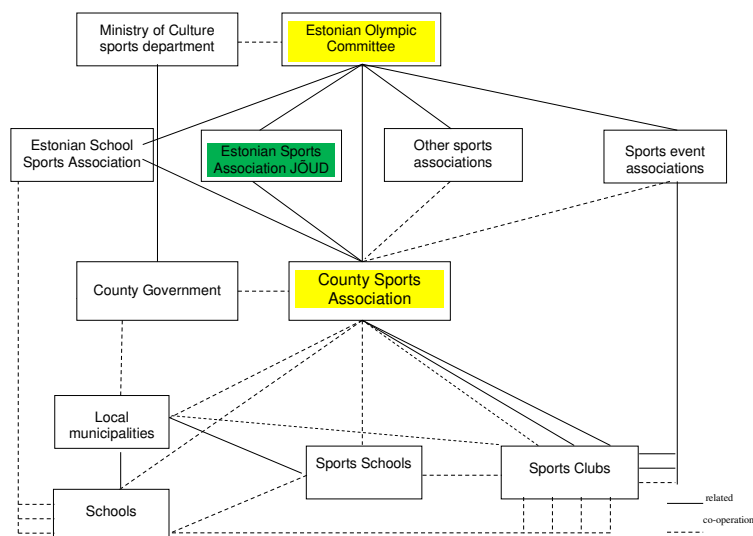 Ministry of Culture
sports department
Estonian Olympic
Committee
Estonian School
Sports Association
Estonian Sports
Association JÕUD
Other sports
associations
Sports event
associations
County Government
County Sports
Association
Local
municipalities
Sports Schools
Sports Clubs
Schools
related
co-operation